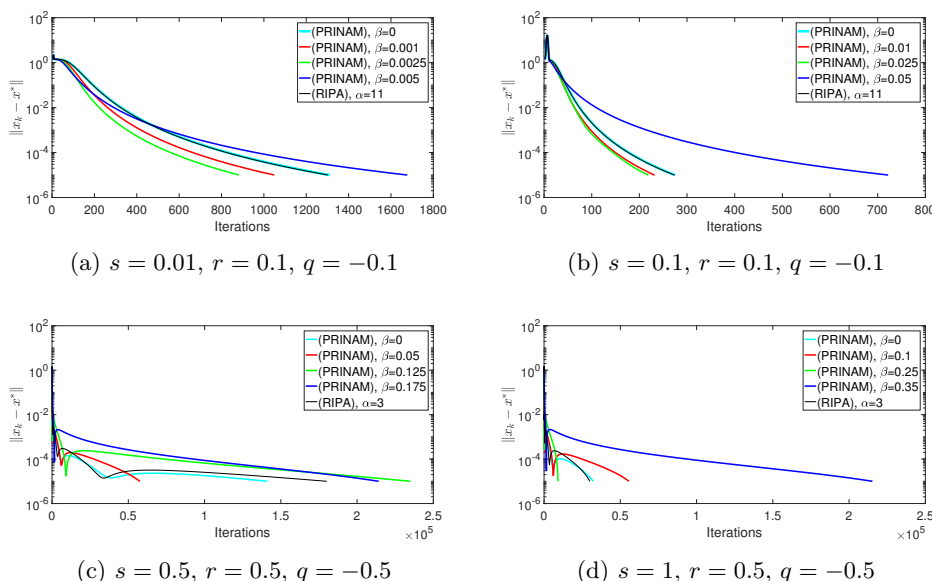 10^2
10^0
10^-2
10^-4
10^-6
||x_k − x*||
0 200 400 600 800 1000 1200 1400 1600 1800
Iterations
(PRINAM), β=0
(PRINAM), β=0.001
(PRINAM), β=0.0025
(PRINAM), β=0.005
(RIPA), α=11
(a) s = 0.01, r = 0.1, q = −0.1
10^2
10^0
10^-2
10^-4
10^-6
||x_k − x*||
0 100 200 300 400 500 600 700 800
Iterations
(PRINAM), β=0
(PRINAM), β=0.01
(PRINAM), β=0.025
(PRINAM), β=0.05
(RIPA), α=11
(b) s = 0.1, r = 0.1, q = −0.1
10^2
10^0
10^-2
10^-4
10^-6
||x_k − x*||
0 0.5 1 1.5 2 2.5
×10^5
Iterations
(PRINAM), β=0
(PRINAM), β=0.05
(PRINAM), β=0.125
(PRINAM), β=0.175
(RIPA), α=3
(c) s = 0.5, r = 0.5, q = −0.5
10^2
10^0
10^-2
10^-4
10^-6
||x_k − x*||
0 0.5 1 1.5 2 2.5
×10^5
Iterations
(PRINAM), β=0
(PRINAM), β=0.1
(PRINAM), β=0.25
(PRINAM), β=0.35
(RIPA), α=3
(d) s = 1, r = 0.5, q = −0.5